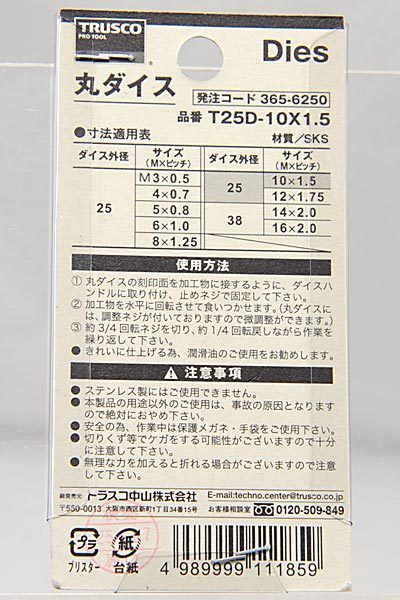 TRUSCO
PRO TOOL
Dies
丸ダイス
発注コード 365-6250
品番 T25D-10X1.5
●寸法適用表
材質/SKS
ダイス外径 サイズ (M×ピッチ) ダイス外径 サイズ (M×ピッチ)
25 M3×0.5 25 10×1.5
4×0.7 12×1.75
5×0.8 38 14×2.0
6×1.0 16×2.0
8×1.25
使用方法
① 丸ダイスの刻印面を加工物に接するように、ダイスハ
ンドルに取り付け、止めネジで固定して下さい。
② 加工物を水平に回転させて食いつかせます。(丸ダイスに
は、調整ネジが付いておりますので微調整ができます。)
③ 約3/4回転ネジを切り、約1/4回転戻しながら作業を
繰り返して下さい。
● きれいに仕上げる為、潤滑油のご使用をお勧めします。
注意事項
● ステンレス製にはご使用できません。
● 本製品の用途以外のご使用は、事故の原因となります
ので絶対におやめ下さい。
● 安全の為、作業中は保護メガネ・手袋をご使用下さい。
● 切りくず等でケガをする可能性がございますので十分
に注意して下さい。
● 無理な力を加えると折れる場合がございますので注意
して下さい。
総発売元 トラスコ中山株式会社
〒550-0013 大阪市西区新町1丁目34番15号
E-mail:techno.center@trusco.co.jp
お客様相談室 0120-509-849
プラ
ブリスター
紙
台紙
4 989999 111859